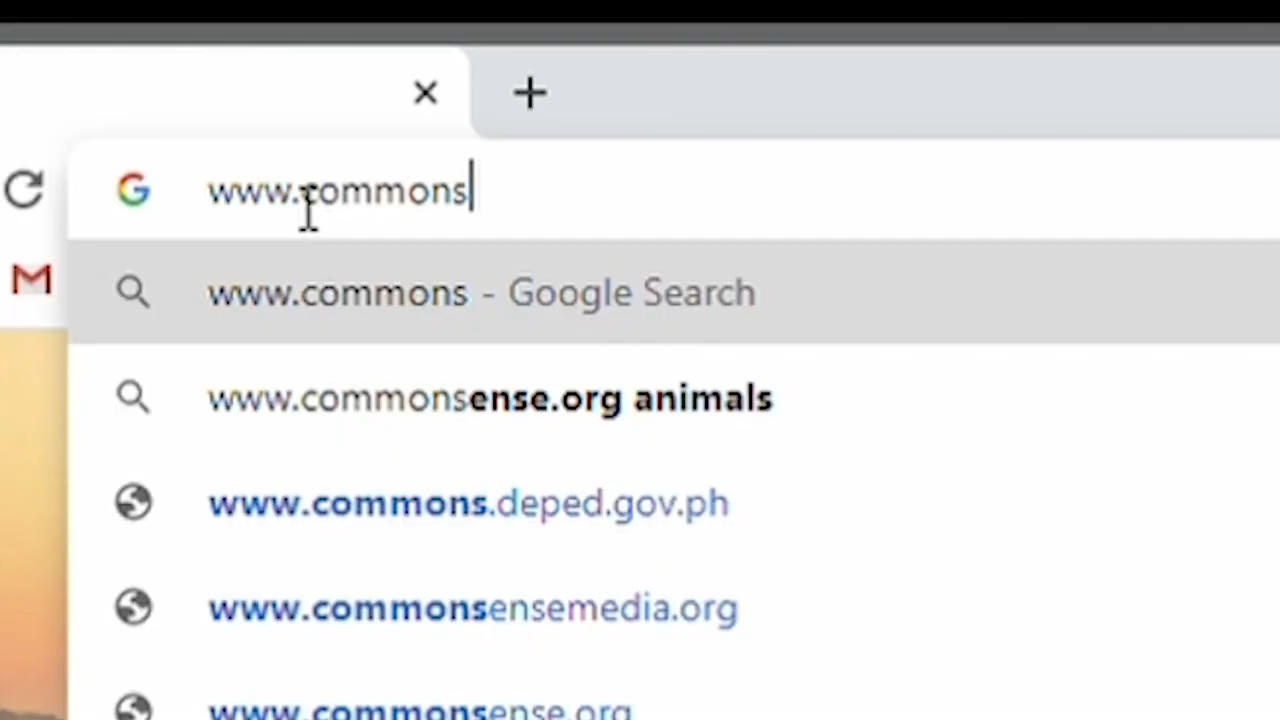 www.commons
www.commons - Google Search
www.commonsense.org animals
www.commons.deped.gov.ph
www.commonsensemedia.org
www.commonsense.org